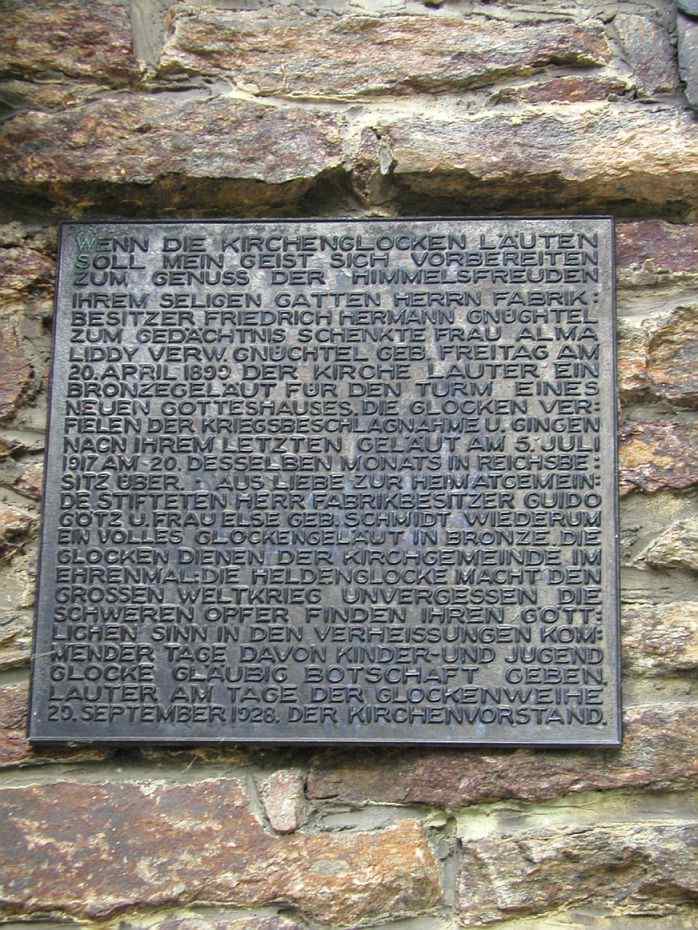 WENN DIE KIRCHENGLOCKEN LÄUTEN
SOLL MEIN GEIST SICH VORBEREITEN
ZUM GENUSS DER HIMMELSFREUDEN
IHREM SELIGEN GATTEN HERRN FABRIK:
BESITZER FRIEDRICH HERMANN GNÜCHTEL
ZUM GEDÄCHTNIS SCHENKTE FRAU ALMA
LIDDY VERW. GNÜCHTEL GEB. FREITAG AM
20. APRIL 1899 DER KIRCHE LAUTER EIN
BRONZEGELÄUT FÜR DEN TURM EINES
NEUEN GOTTESHAUSES. DIE GLOCKEN VER:
FIELEN DER KRIEGSBESCHLAGNAHME U. GINGEN
NACH IHREM LETZTEN GELÄUT AM 5. JULI
1917 AM 20. DESSELBEN MONATS IN REICHSBE:
SITZ ÜBER. AUS LIEBE ZUR HEIMATGEMEIN:
DE STIFTETEN HERR FABRIKBESITZER GUIDO
GÖTZ U. FRAU ELSE GEB. SCHMIDT WIEDERUM
EIN VOLLES GLOCKENGELÄUT IN BRONZE. DIE
GLOCKEN DIENEN DER KIRCHGEMEINDE IM
EHRENMAL: DIE HELDENGLOCKE MACHT DEN
GROSSEN WELTKRIEG UNVERGESSEN DIE
SCHWEREN OPFER FINDEN IHREN GÖTT:
LICHEN SINN IN DEN VERHEISSUNGEN KOM:
MENDER TAGE DAVON KINDER- UND JUGEND
GLOCKE GLÄUBIG BOTSCHAFT GEBEN.
LAUTER AM TAGE DER GLOCKENWEIHE
29. SEPTEMBER 1928. DER KIRCHENVORSTAND.